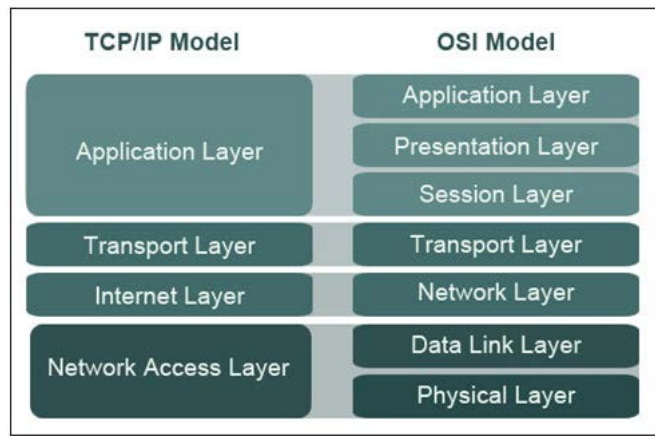 TCP/IP Model
OSI Model
Application Layer
Application Layer
Presentation Layer
Session Layer
Transport Layer
Transport Layer
Internet Layer
Network Layer
Network Access Layer
Data Link Layer
Physical Layer